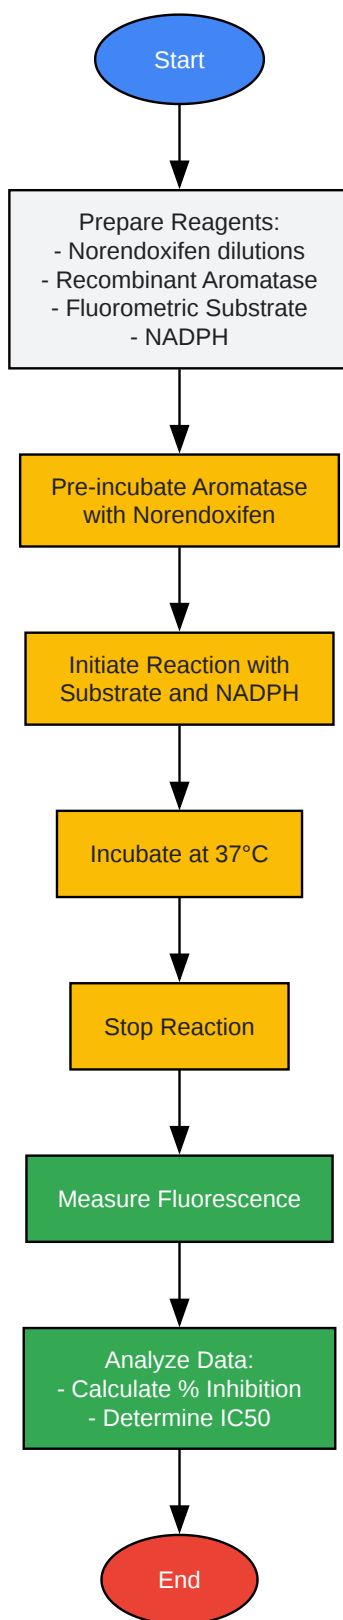 Start
Prepare Reagents:
- Norendoxifen dilutions
- Recombinant Aromatase
- Fluorometric Substrate
- NADPH
Pre-incubate Aromatase
with Norendoxifen
Initiate Reaction with
Substrate and NADPH
Incubate at 37°C
Stop Reaction
Measure Fluorescence
Analyze Data:
- Calculate % Inhibition
- Determine IC50
End